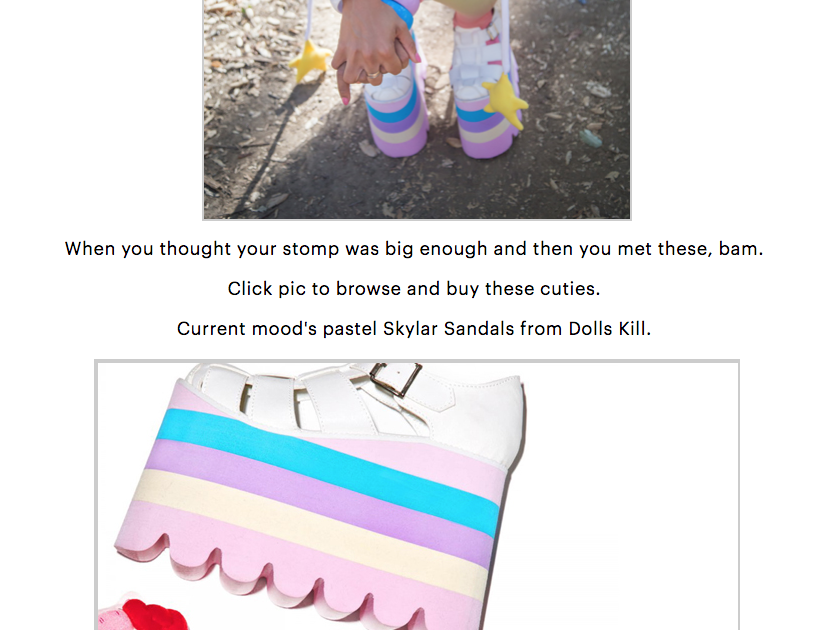 When you thought your stomp was big enough and then you met these, bam.
Click pic to browse and buy these cuties.
Current mood's pastel Skylar Sandals from Dolls Kill.